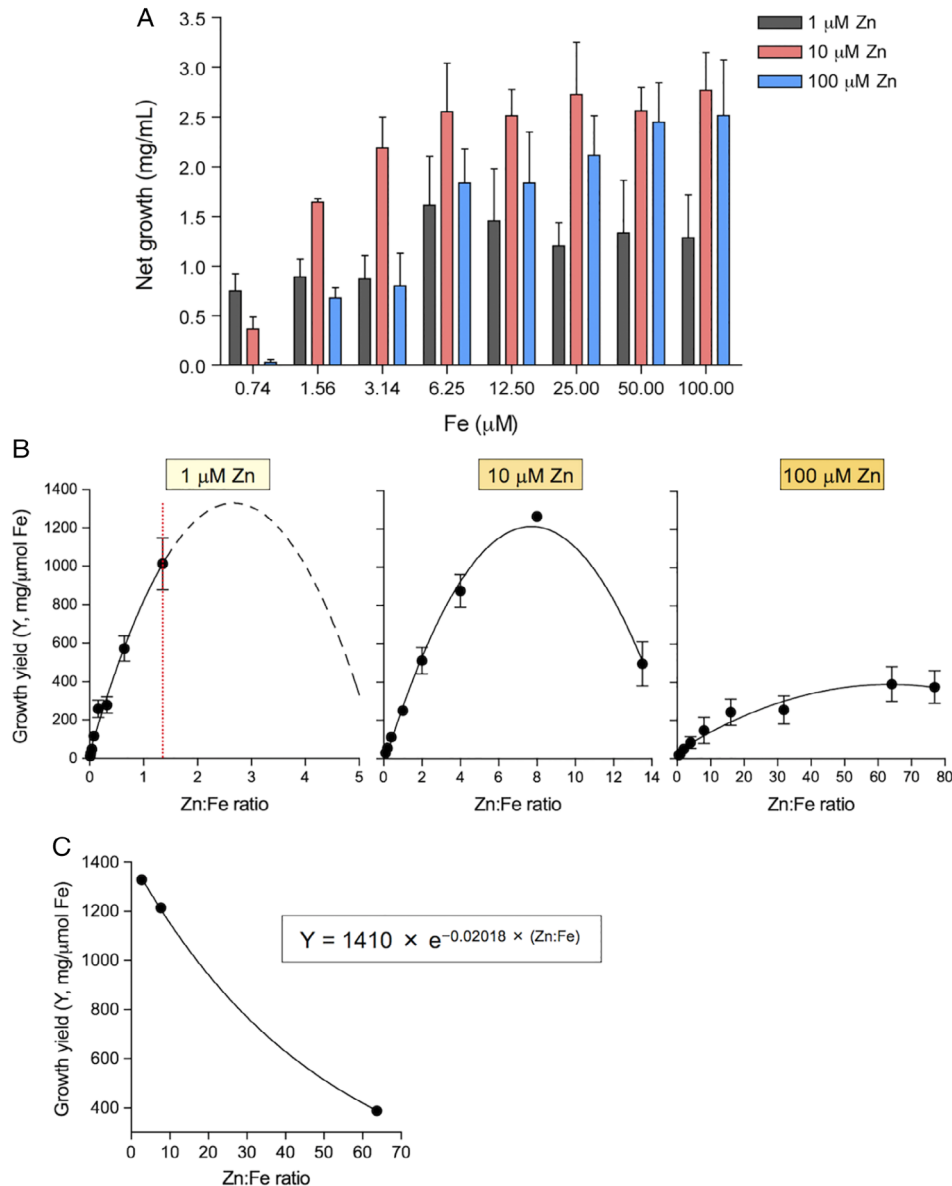 A
1 μM Zn
10 μM Zn
100 μM Zn
Net growth (mg/mL)
3.5
3.0
2.5
2.0
1.5
1.0
0.5
0.0
0.74 1.56 3.14 6.25 12.50 25.00 50.00 100.00
Fe (μM)
B
1 μM Zn
10 μM Zn
100 μM Zn
Growth yield (Y, mg/μmol Fe)
1400
1200
1000
800
600
400
200
0
0 1 2 3 4 5
Zn:Fe ratio
0 2 4 6 8 10 12 14
Zn:Fe ratio
0 10 20 30 40 50 60 70 80
Zn:Fe ratio
C
Growth yield (Y, mg/μmol Fe)
1400
1200
1000
800
600
400
Y = 1410 × e−0.02018 × (Zn:Fe)
0 10 20 30 40 50 60 70
Zn:Fe ratio